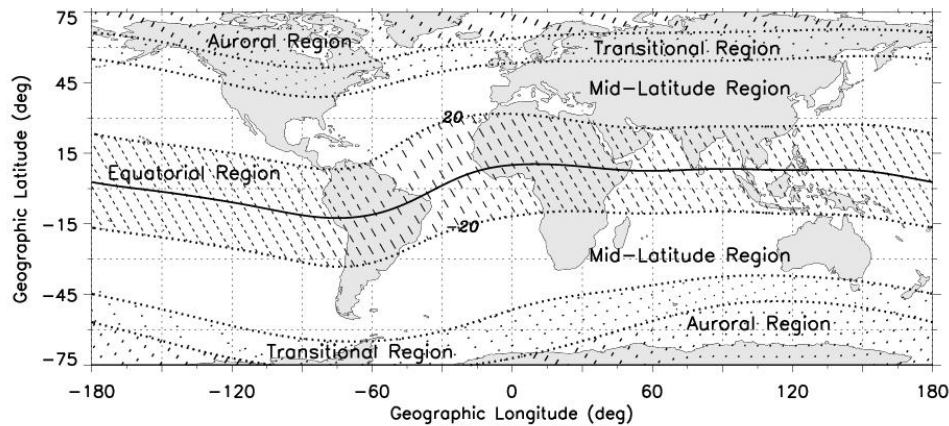 75
45
15
-15
-45
-75
Geographic Latitude (deg)
Auroral Region
Transitional Region
Mid-Latitude Region
20
Equatorial Region
-20
Mid-Latitude Region
Auroral Region
Transitional Region
-180 -120 -60 0 60 120 180
Geographic Longitude (deg)